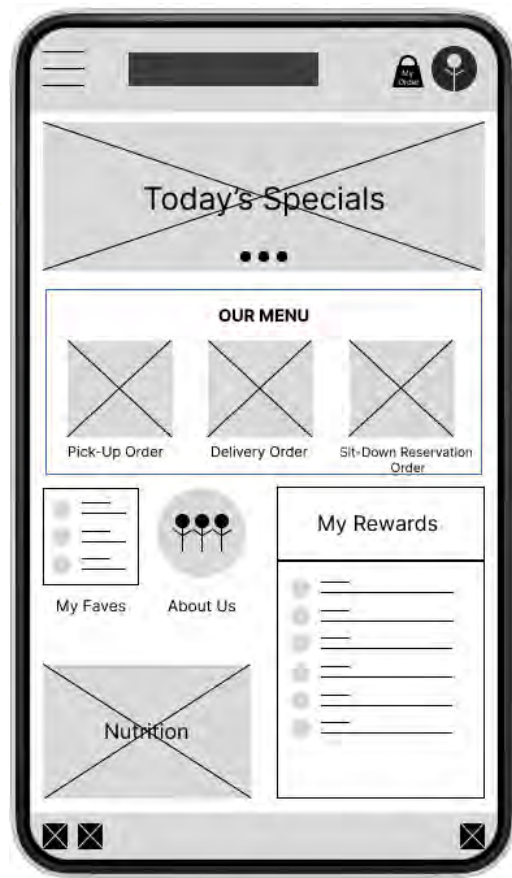 My
Order
Today's Specials
OUR MENU
Pick-Up Order
Delivery Order
Sit-Down Reservation
Order
My Rewards
My Faves
About Us
Nutrition